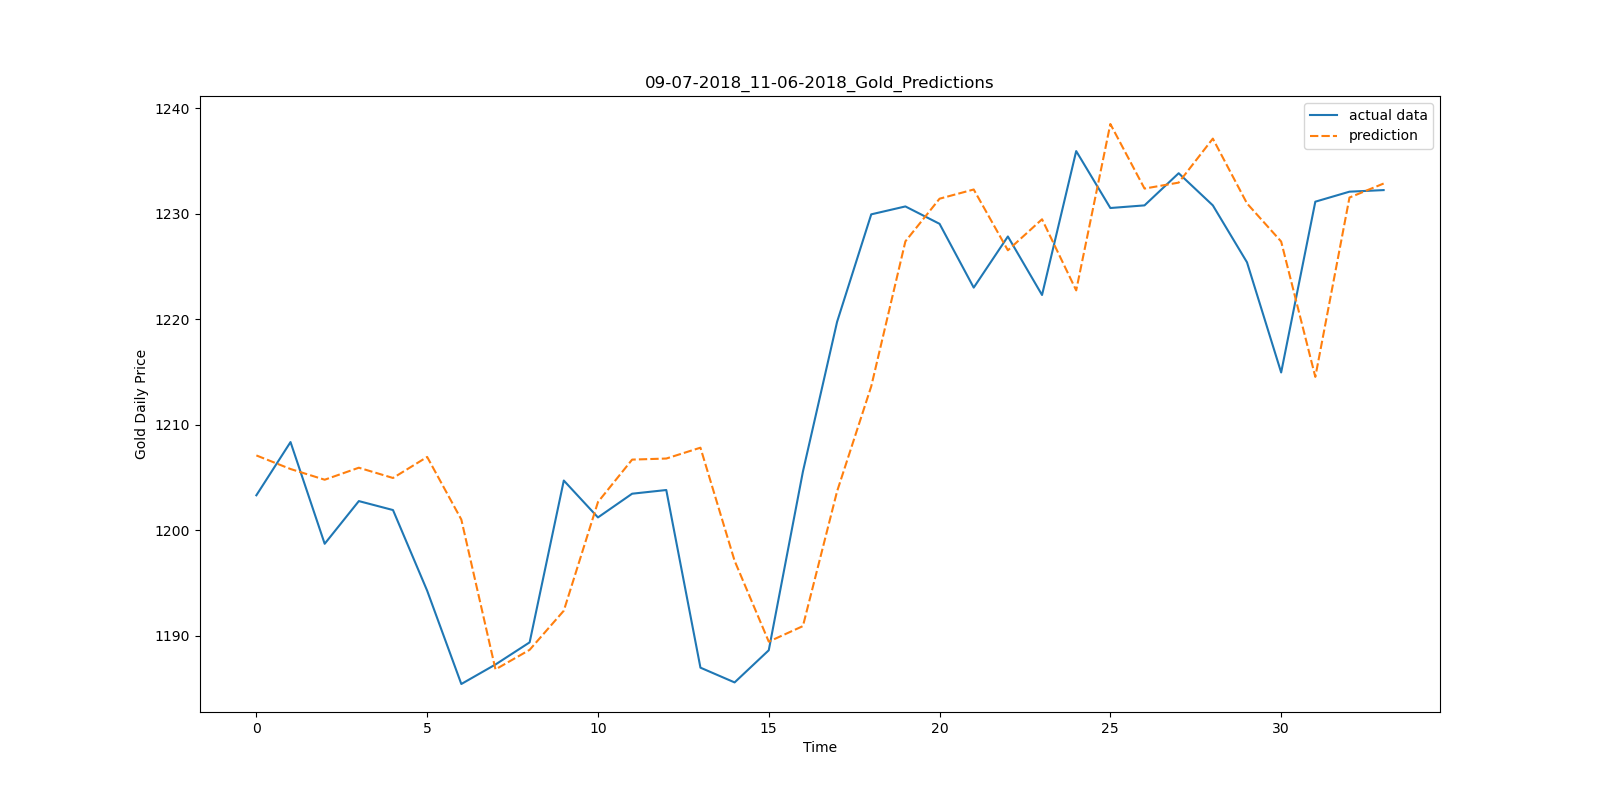 09-07-2018_11-06-2018_Gold_Predictions
actual data
prediction
1240
1230
1220
1210
1200
1190
Gold Daily Price
0 5 10 15 20 25 30
Time